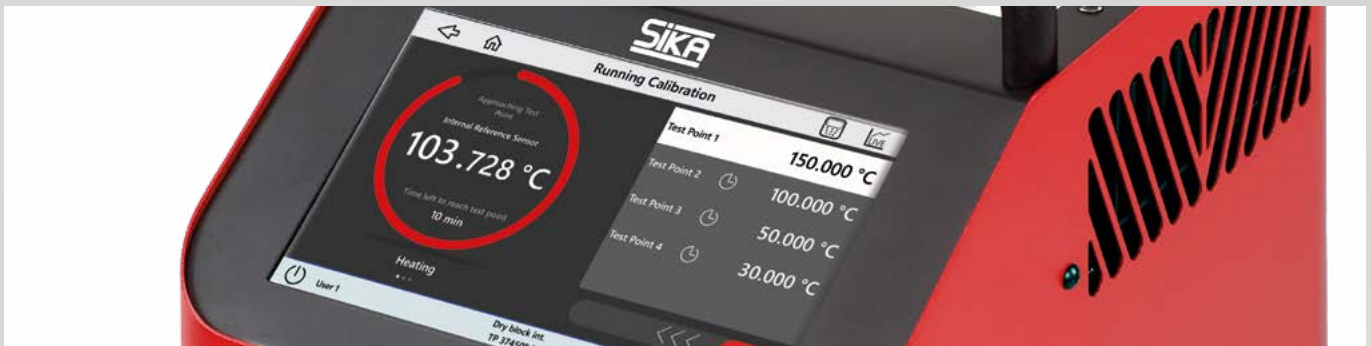 SiKA
Running Calibration
Approaching Test
Point
Internal Reference Sensor
103.728 °C
Time left to reach test point
10 min
Heating
LIVE
Test Point 1
150.000 °C
Test Point 2
100.000 °C
Test Point 3
50.000 °C
Test Point 4
30.000 °C
User 1
Dry block int.